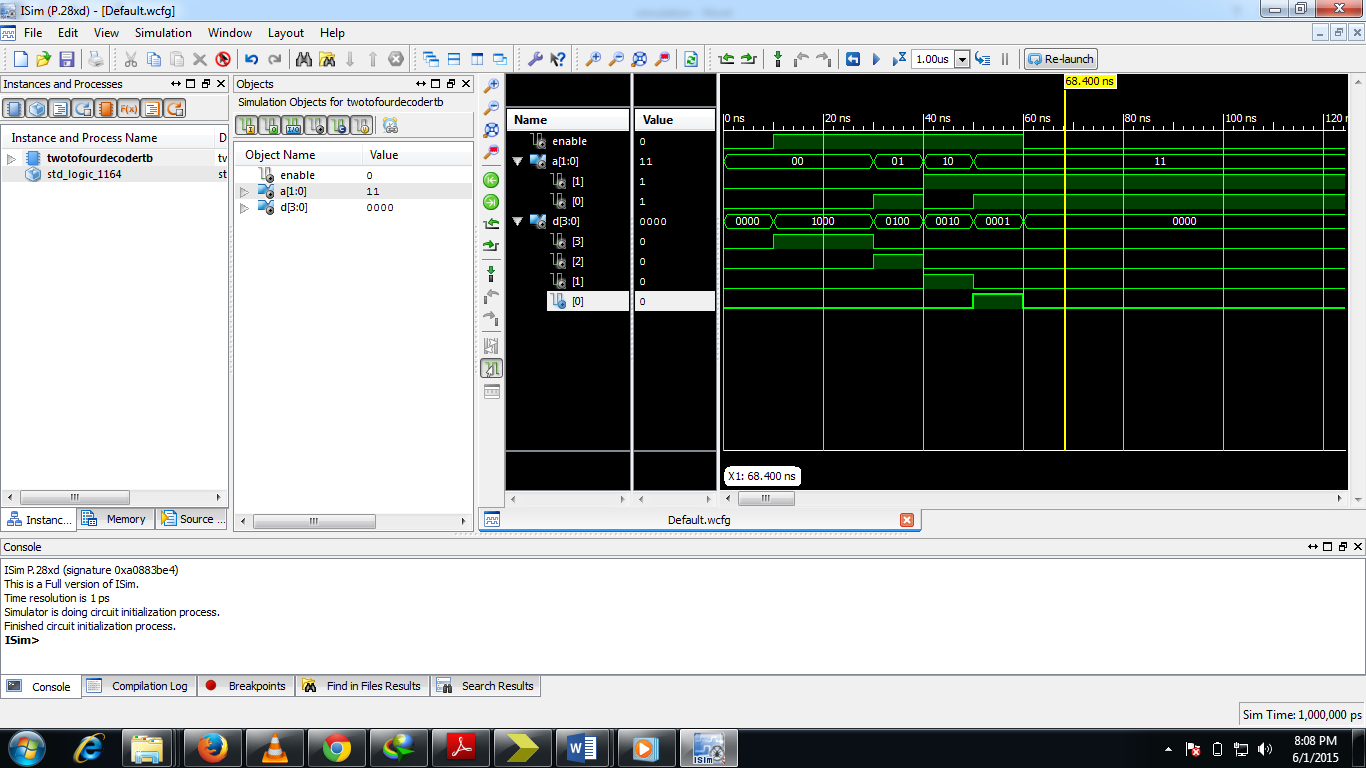 ISim (P.28xd) - [Default.wcfg]
File Edit View Simulation Window Layout Help
1.00us Re-launch
Instances and Processes
Instance and Process Name D
twotofourdecodertb tv
std_logic_1164 st
Instanc... Memory Source ...
Objects
Simulation Objects for twotofourdecodertb
Object Name Value
enable 0
a[1:0] 11
d[3:0] 0000
Name Value
enable 0
a[1:0] 11
[1] 1
[0] 1
d[3:0] 0000
[3] 0
[2] 0
[1] 0
[0] 0
68.400 ns
0 ns 20 ns 40 ns 60 ns 80 ns 100 ns 120 n
00 01 10 11
0000 1000 0100 0010 0001 0000
X1: 68.400 ns
Default.wcfg
Console
ISim P.28xd (signature 0xa0883be4)
This is a Full version of ISim.
Time resolution is 1 ps
Simulator is doing circuit initialization process.
Finished circuit initialization process.
ISim>
Console Compilation Log Breakpoints Find in Files Results Search Results
Sim Time: 1,000,000 ps
ISim
8:08 PM
6/1/2015